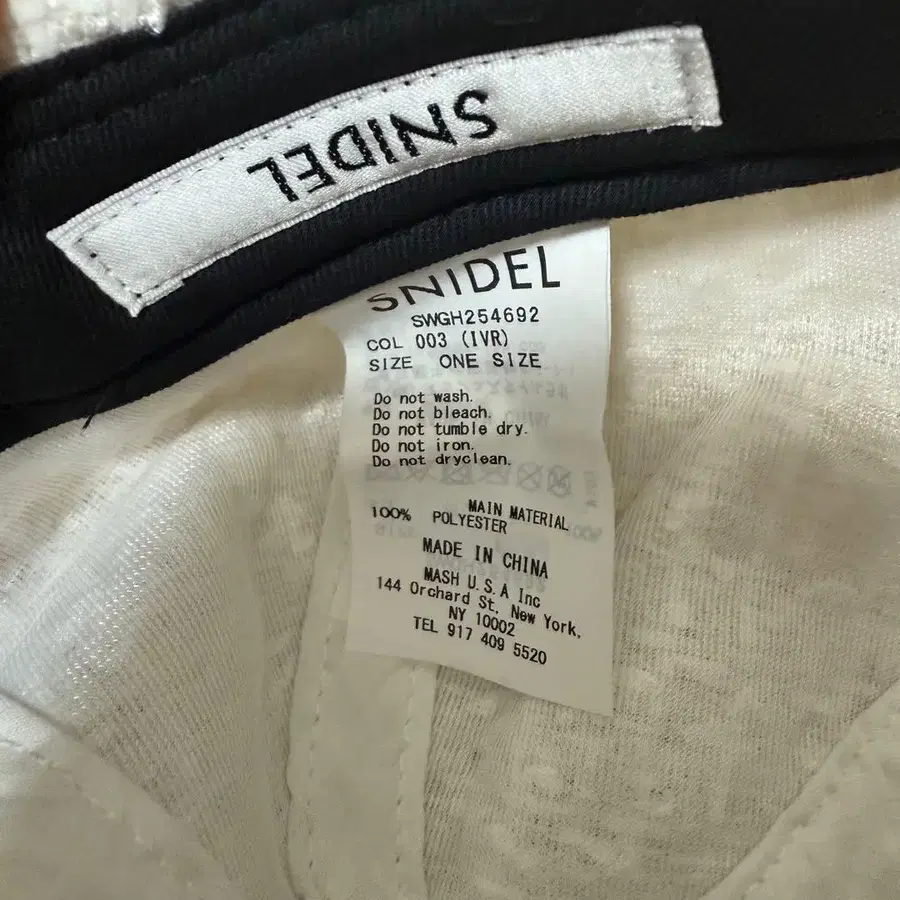 SNIDEL
SNIDEL
SWGH254692
COL 003 (IVR)
SIZE ONE SIZE
Do not wash.
Do not bleach.
Do not tumble dry.
Do not iron.
Do not dryclean.
MAIN MATERIAL
100% POLYESTER
MADE IN CHINA
MASH U.S.A Inc
144 Orchard St, New York,
NY 10002
TEL 917 409 5520